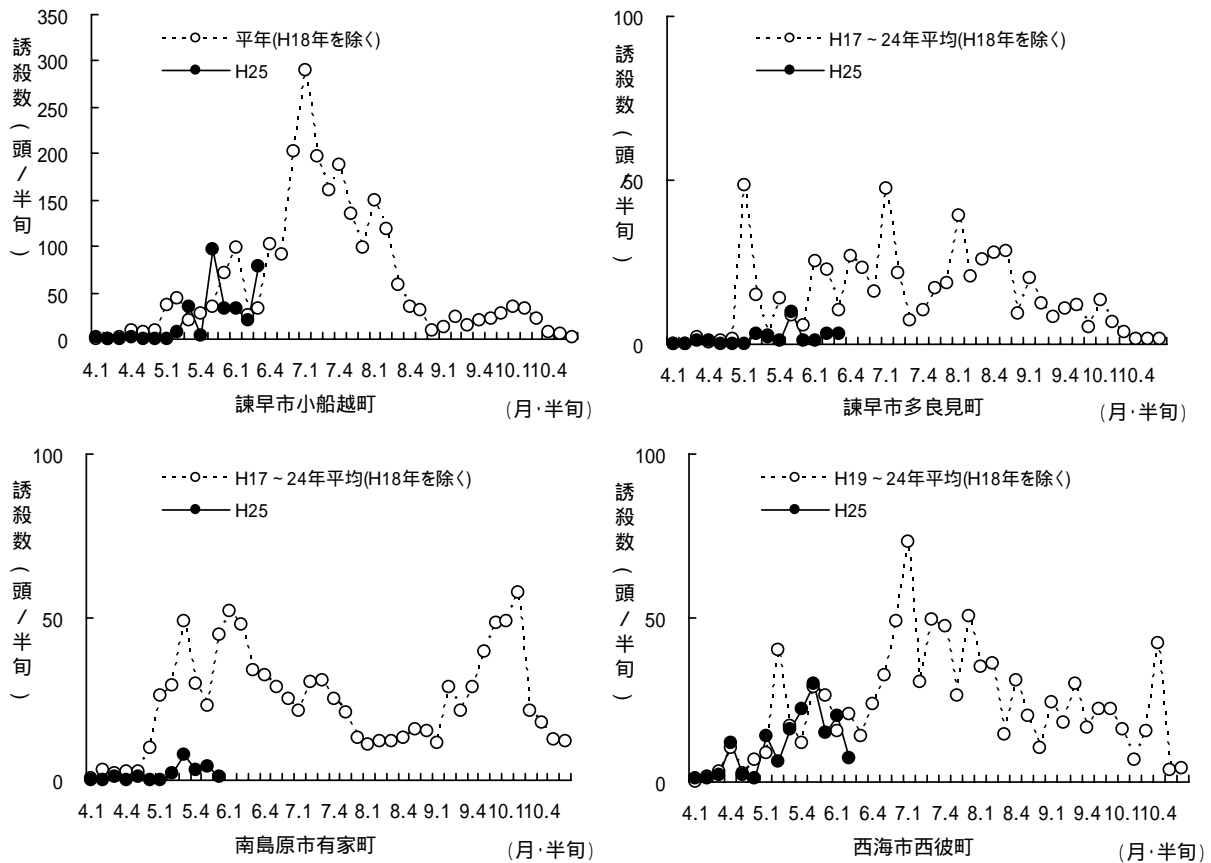 誘殺数(頭/半旬)
350
300
250
200
150
100
50
0
平年(H18年を除く)
H25
4.1 4.4 5.1 5.4 6.1 6.4 7.1 7.4 8.1 8.4 9.1 9.4 10.1 10.4
諫早市小船越町
(月・半旬)
誘殺数(頭/半旬)
100
50
0
H17~24年平均(H18年を除く)
H25
4.1 4.4 5.1 5.4 6.1 6.4 7.1 7.4 8.1 8.4 9.1 9.4 10.1 10.4
諫早市多良見町
(月・半旬)
誘殺数(頭/半旬)
100
50
0
H17~24年平均(H18年を除く)
H25
4.1 4.4 5.1 5.4 6.1 6.4 7.1 7.4 8.1 8.4 9.1 9.4 10.1 10.4
南島原市有家町
(月・半旬)
誘殺数(頭/半旬)
100
50
0
H19~24年平均(H18年を除く)
H25
4.1 4.4 5.1 5.4 6.1 6.4 7.1 7.4 8.1 8.4 9.1 9.4 10.1 10.4
西海市西彼町
(月・半旬)